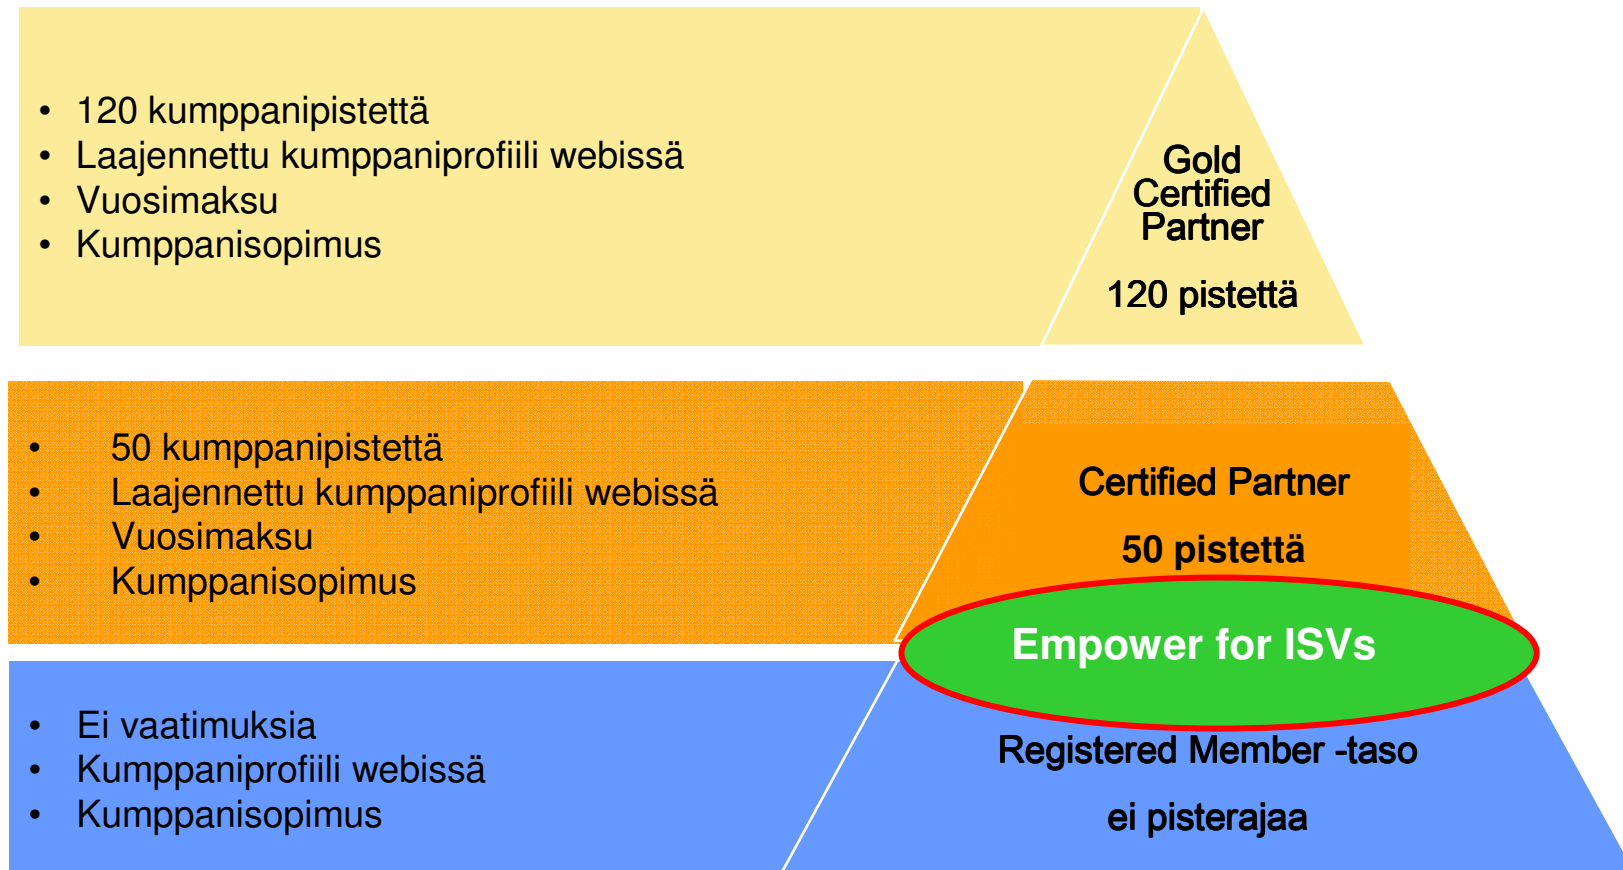 • 120 kumppanipistettä
• Laajennettu kumppaniprofiili webissä
• Vuosimaksu
• Kumppanisopimus
Gold
Certified
Partner
120 pistettä
• 50 kumppanipistettä
• Laajennettu kumppaniprofiili webissä
• Vuosimaksu
• Kumppanisopimus
Certified Partner
50 pistettä
Empower for ISVs
• Ei vaatimuksia
• Kumppaniprofiili webissä
• Kumppanisopimus
Registered Member -taso
ei pisterajaa